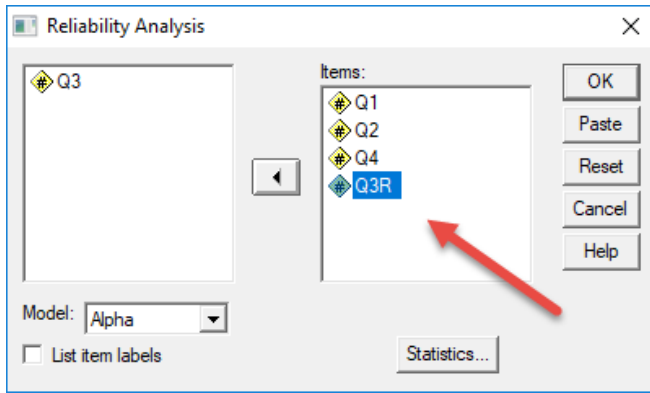 Reliability Analysis
Q3
Items:
Q1
Q2
Q4
Q3R
OK
Paste
Reset
Cancel
Help
Model: Alpha
List item labels
Statistics...